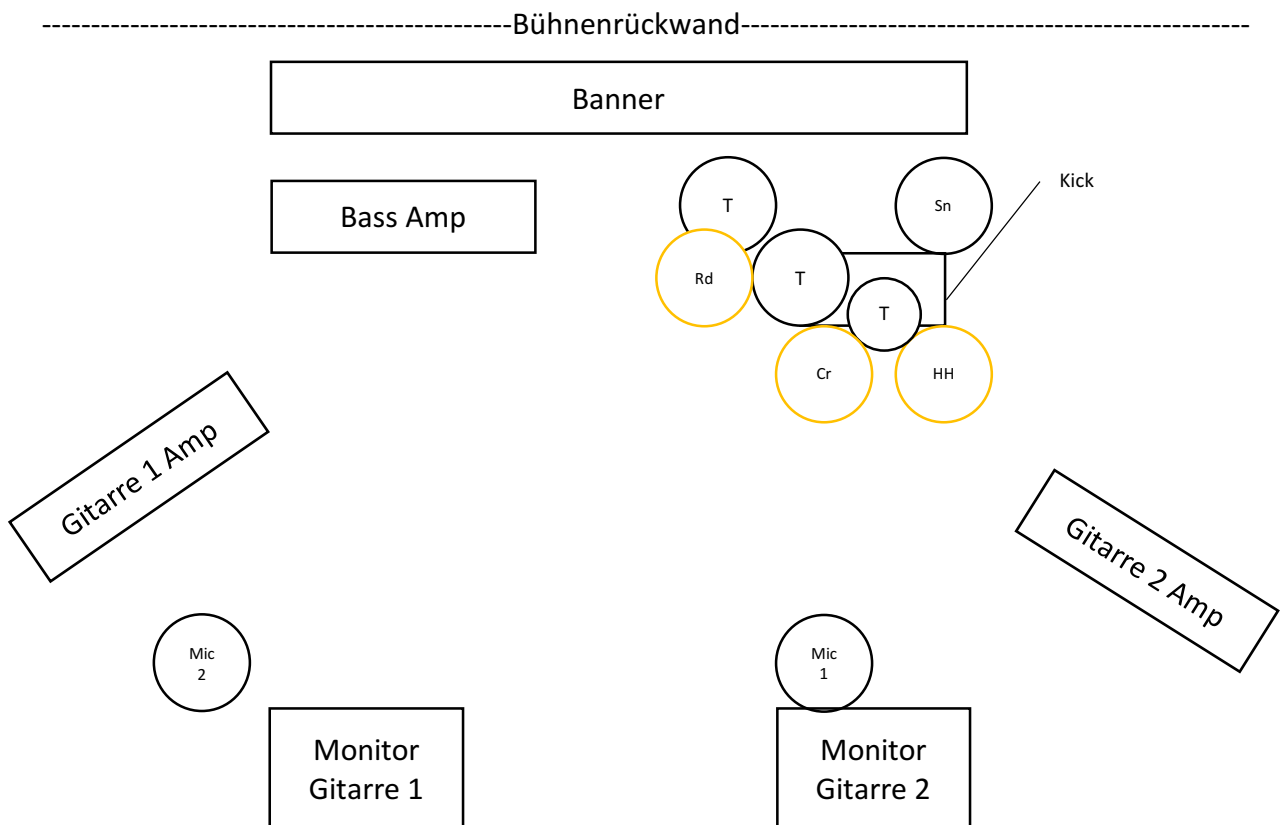 ------------------------------------Bühnenrückwand---------------------------------------
Banner
Bass Amp
T
Sn
Kick
Rd
T
T
Cr
HH
Gitarre 1 Amp
Gitarre 2 Amp
Mic
2
Mic
1
Monitor
Gitarre 1
Monitor
Gitarre 2